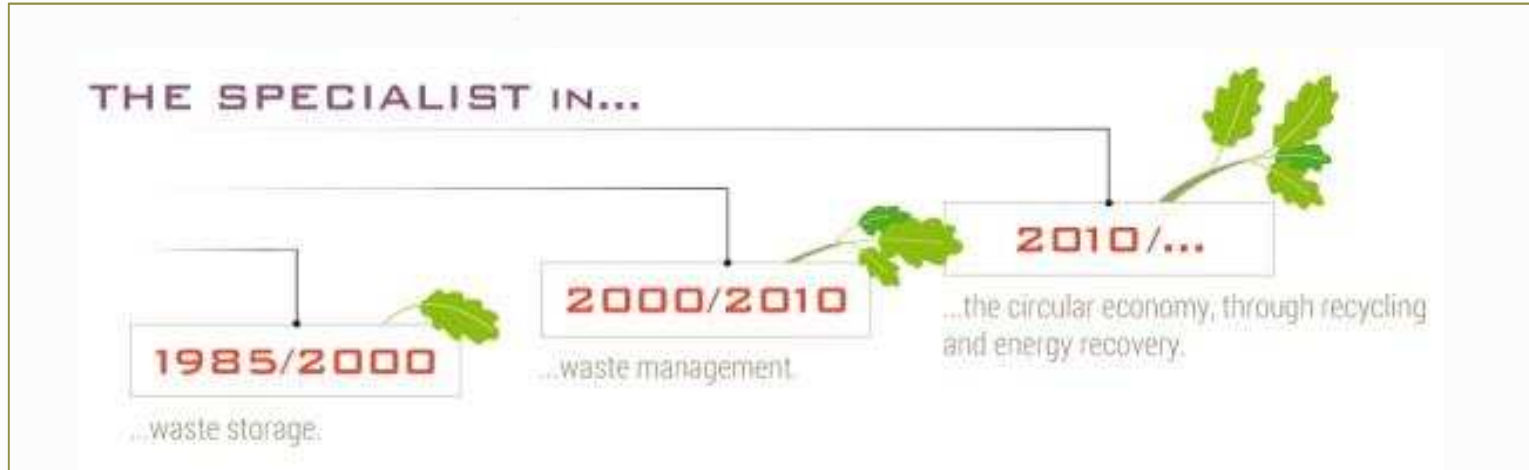 THE SPECIALIST IN...
1985/2000
...waste storage.
2000/2010
...waste management.
2010/...
...the circular economy, through recycling
and energy recovery.